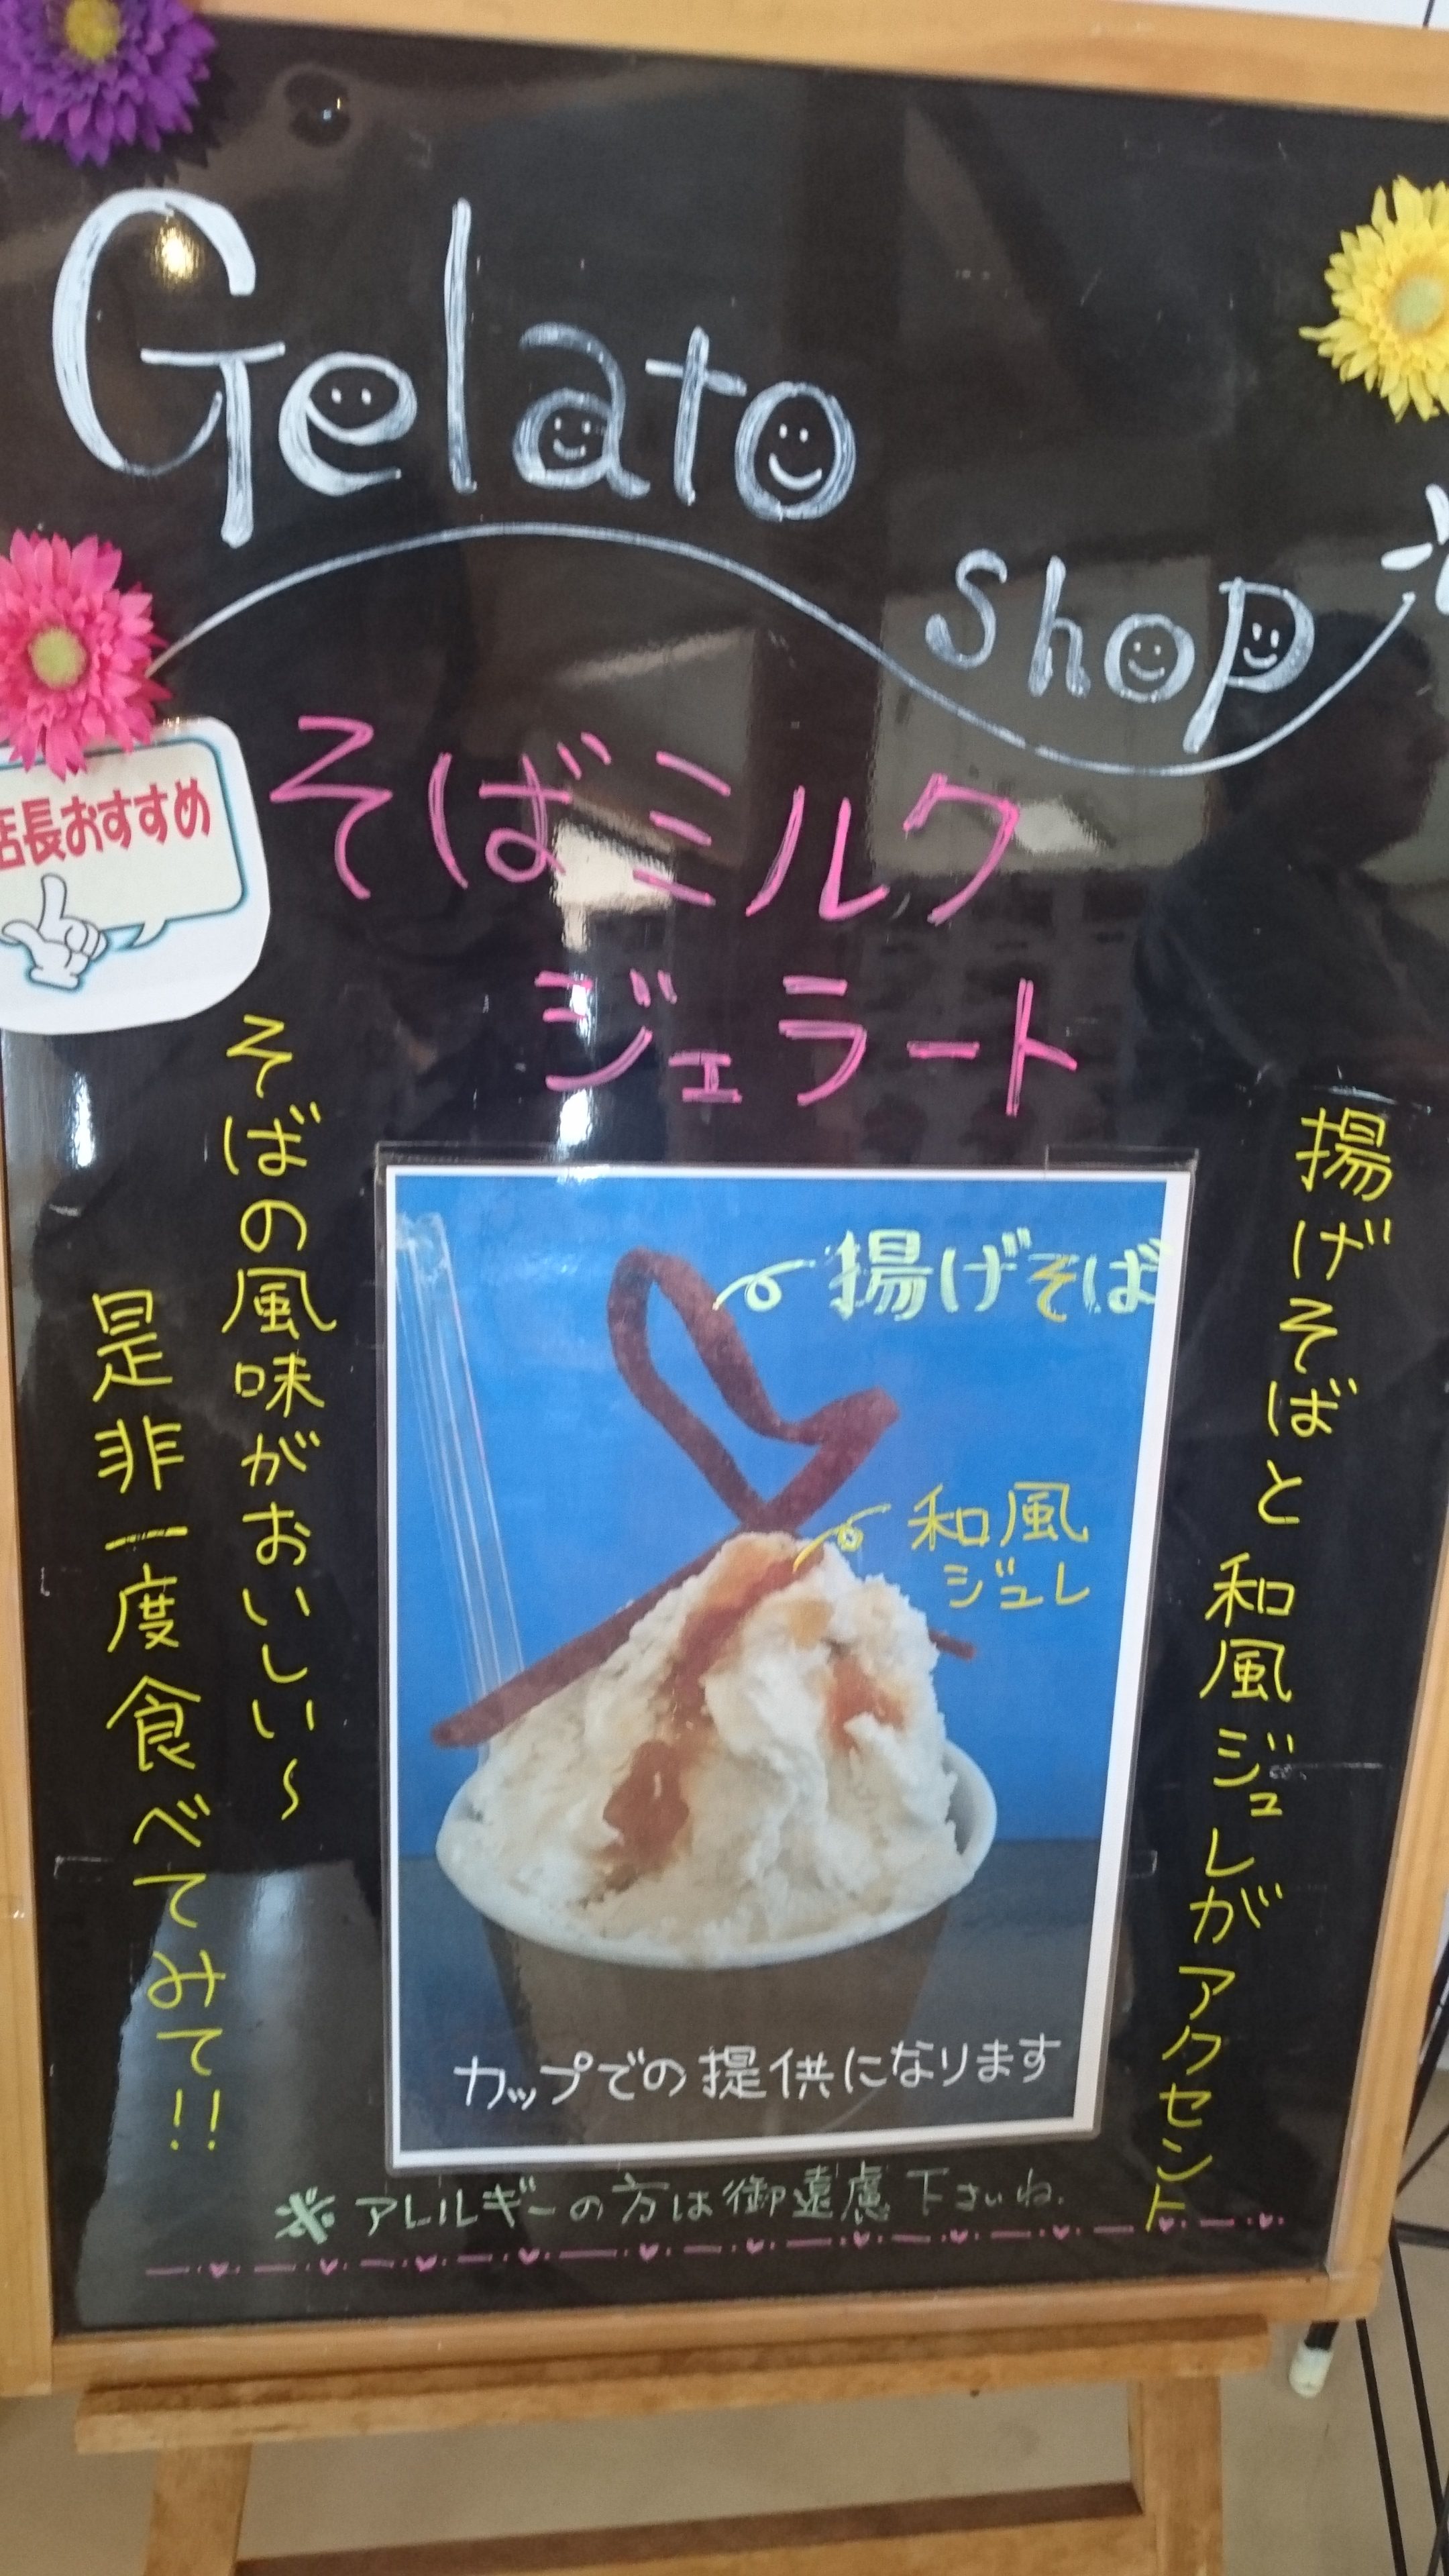 Gelato
shop
店長おすすめ
そばミルク
ジェラート
揚げそばと和風ジュレがアクセント
揚げそば
和風
ジュレ
カップでの提供になります
そばの風味がおいしい～
是非一度食べてみて!!
※アレルギーの方は御遠慮下さいね.